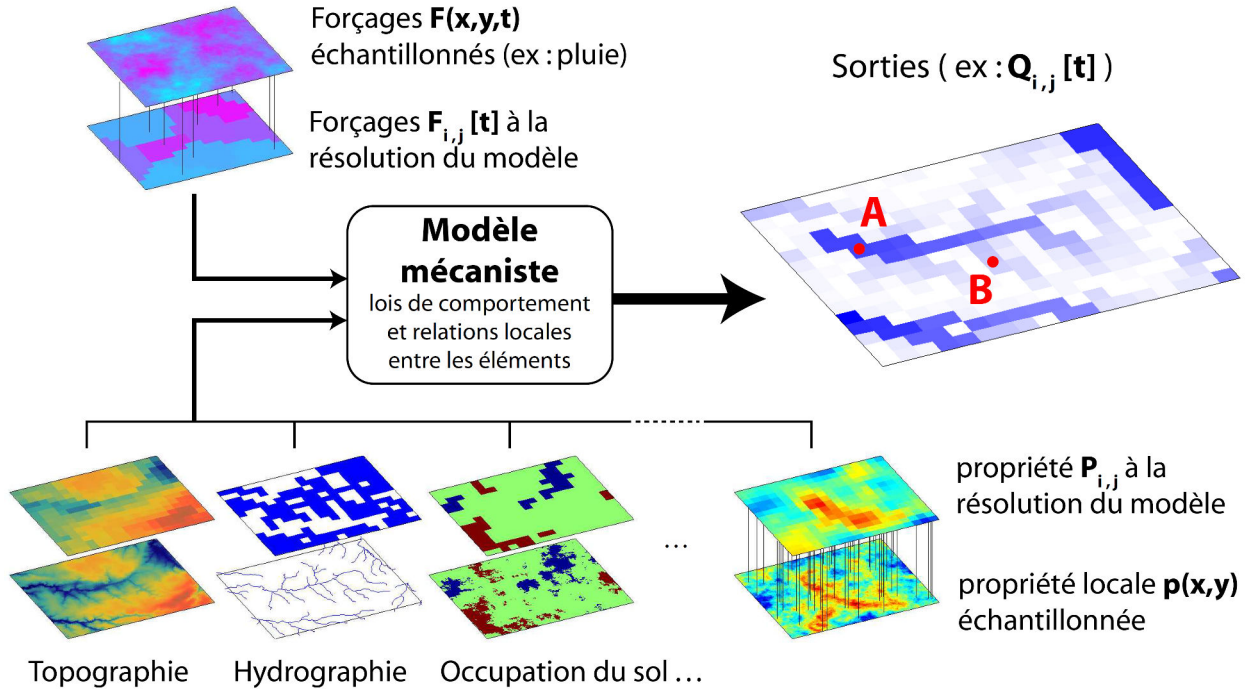 Forçages F(x,y,t)
échantillonnés (ex : pluie)
Forçages F i,j [t] à la
résolution du modèle
Sorties ( ex : Q i,j [t] )
A
B
Modèle
mécaniste
lois de comportement
et relations locales
entre les éléments
propriété P i,j à la
résolution du modèle
...
propriété locale p(x,y)
échantillonnée
Topographie
Hydrographie
Occupation du sol ...